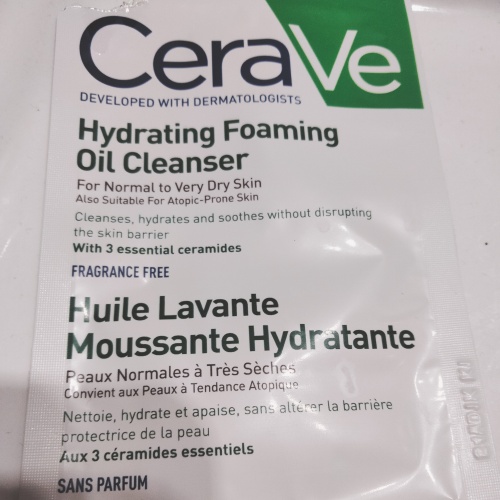 CeraVe
DEVELOPED WITH DERMATOLOGISTS
Hydrating Foaming
Oil Cleanser
For Normal to Very Dry Skin
Also Suitable For Atopic-Prone Skin
Cleanses, hydrates and soothes without disrupting
the skin barrier
With 3 essential ceramides
FRAGRANCE FREE
Huile Lavante
Moussante Hydratante
Peaux Normales à Très Sèches
Convient aux Peaux à Tendance Atopique
Nettoie, hydrate et apaise, sans altérer la barrière
protectrice de la peau
Aux 3 céramides essentiels
SANS PARFUM